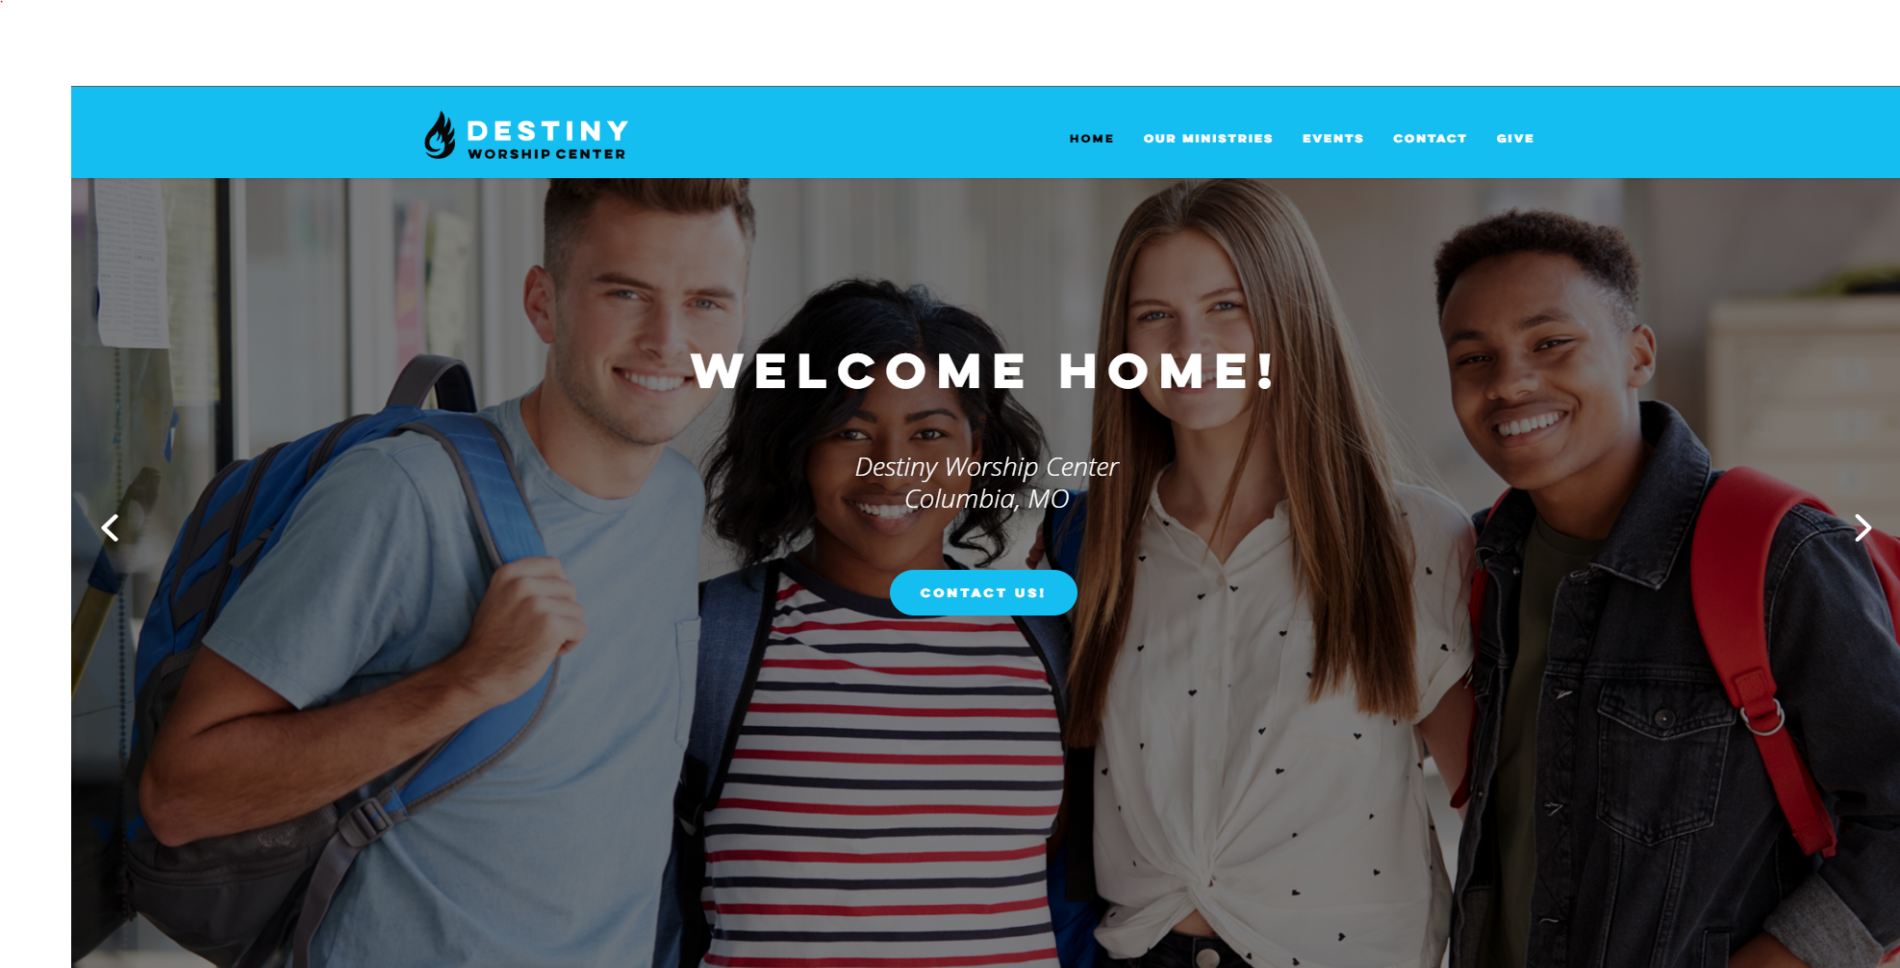 DESTINY
WORSHIP CENTER
HOME OUR MINISTRIES EVENTS CONTACT GIVE
WELCOME HOME!
Destiny Worship Center
Columbia, MO
CONTACT US!